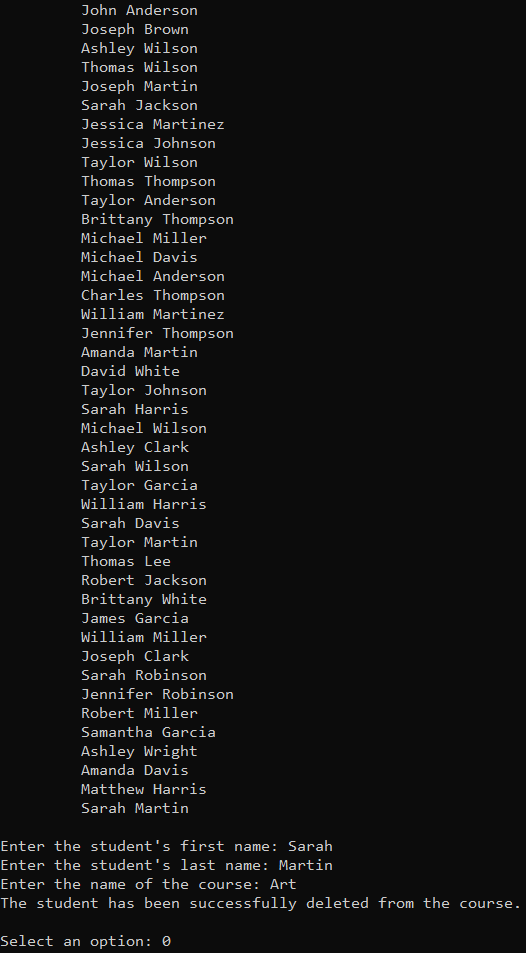 John Anderson
Joseph Brown
Ashley Wilson
Thomas Wilson
Joseph Martin
Sarah Jackson
Jessica Martinez
Jessica Johnson
Taylor Wilson
Thomas Thompson
Taylor Anderson
Brittany Thompson
Michael Miller
Michael Davis
Michael Anderson
Charles Thompson
William Martinez
Jennifer Thompson
Amanda Martin
David White
Taylor Johnson
Sarah Harris
Michael Wilson
Ashley Clark
Sarah Wilson
Taylor Garcia
William Harris
Sarah Davis
Taylor Martin
Thomas Lee
Robert Jackson
Brittany White
James Garcia
William Miller
Joseph Clark
Sarah Robinson
Jennifer Robinson
Robert Miller
Samantha Garcia
Ashley Wright
Amanda Davis
Matthew Harris
Sarah Martin
Enter the student's first name: Sarah
Enter the student's last name: Martin
Enter the name of the course: Art
The student has been successfully deleted from the course.
Select an option: 0